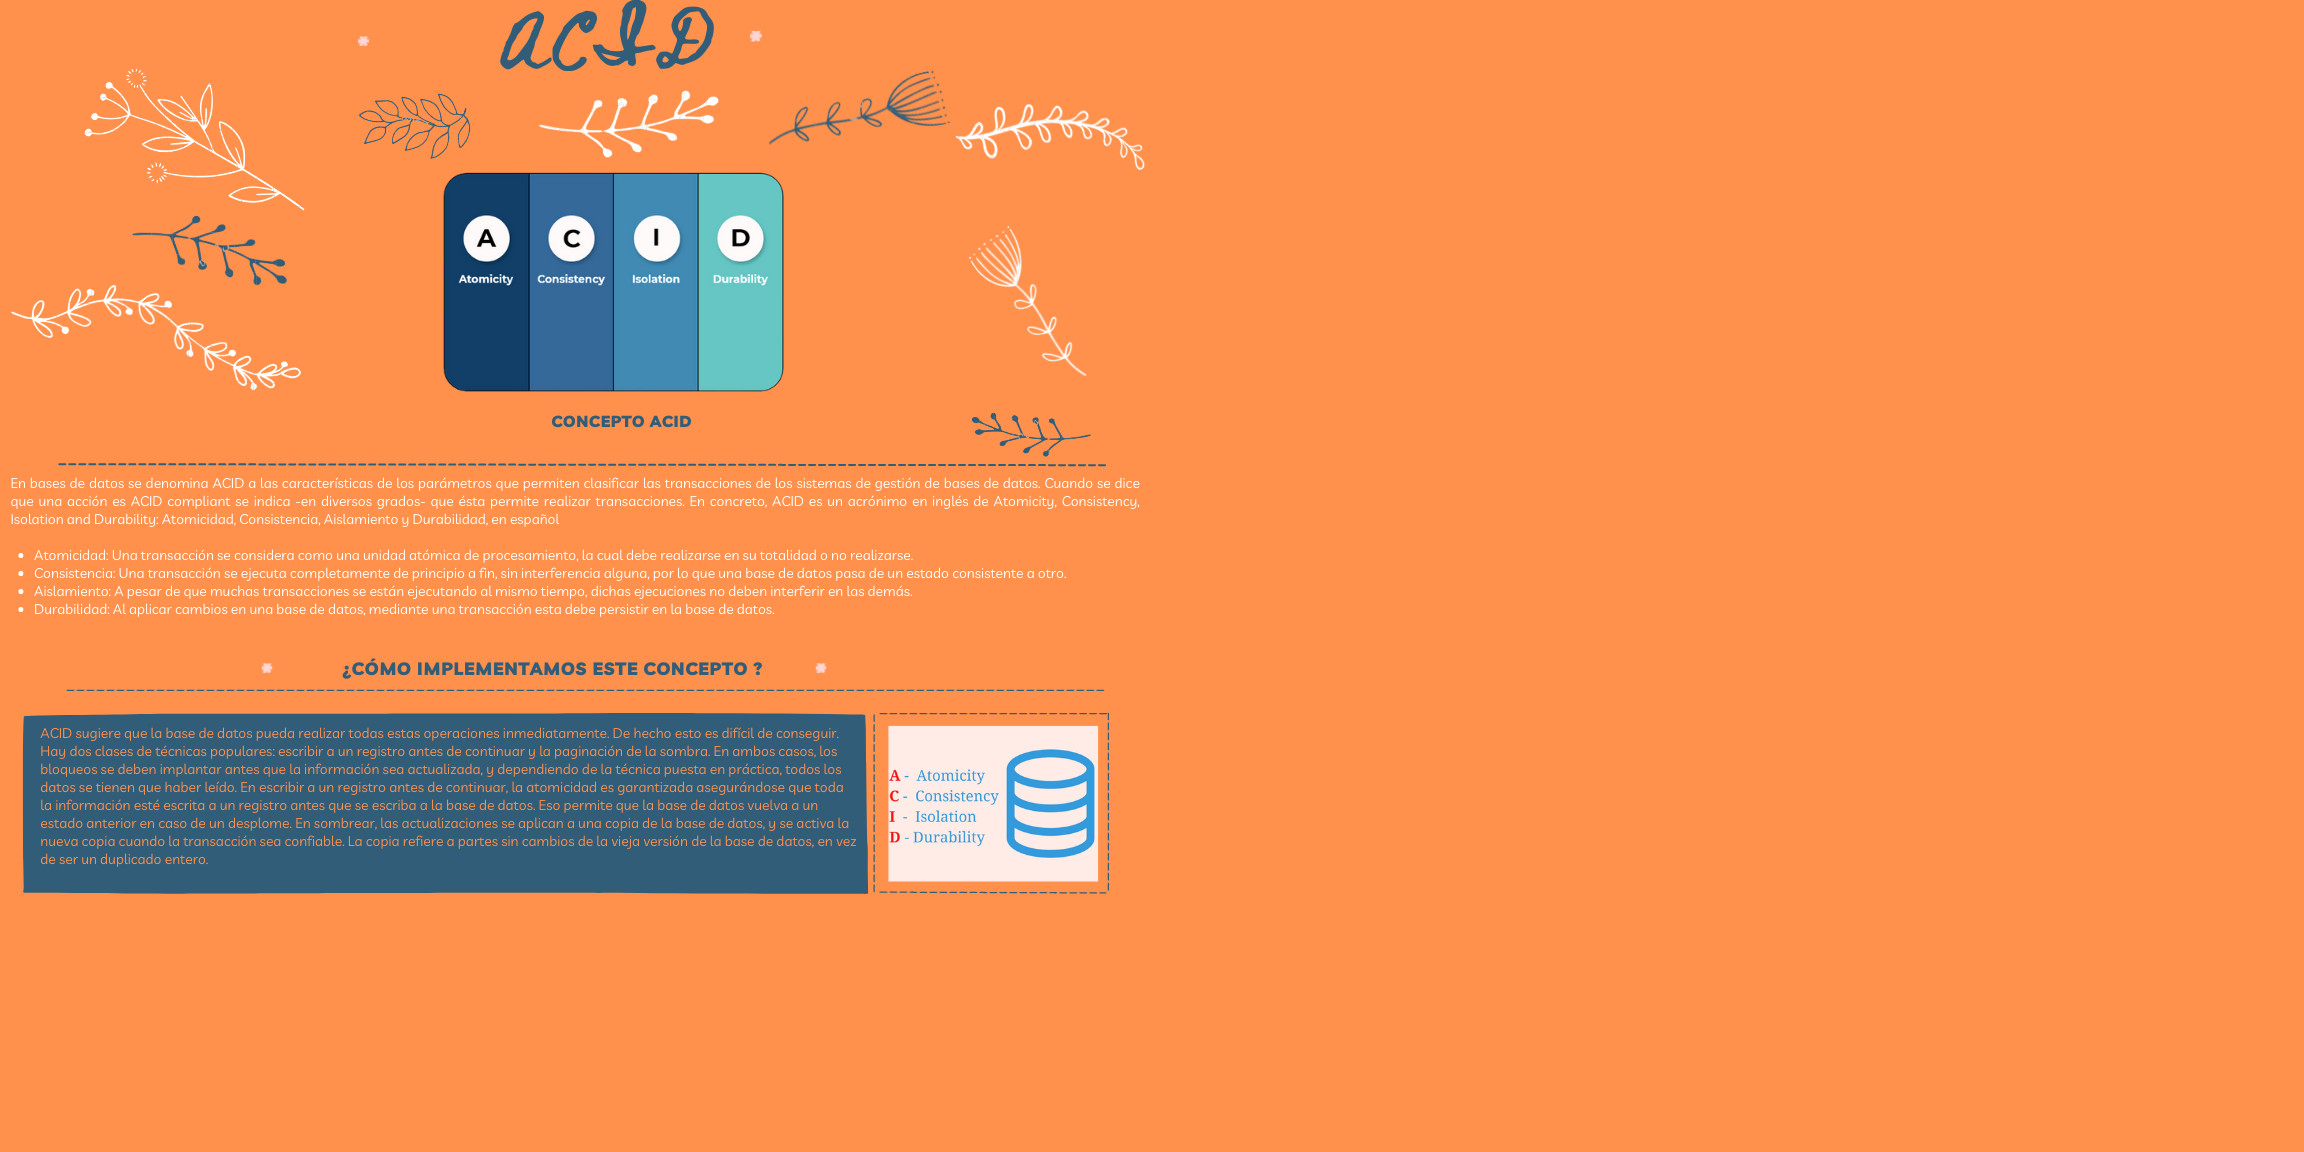 ACID
A C I D
Atomicity Consistency Isolation Durability
CONCEPTO ACID
En bases de datos se denomina ACID a las características de los parámetros que permiten clasificar las transacciones de los sistemas de gestión de bases de datos. Cuando se dice
que una acción es ACID compliant se indica -en diversos grados- que ésta permite realizar transacciones. En concreto, ACID es un acrónimo en inglés de Atomicity, Consistency,
Isolation and Durability: Atomicidad, Consistencia, Aislamiento y Durabilidad, en español
• Atomicidad: Una transacción se considera como una unidad atómica de procesamiento, la cual debe realizarse en su totalidad o no realizarse.
• Consistencia: Una transacción se ejecuta completamente de principio a fin, sin interferencia alguna, por lo que una base de datos pasa de un estado consistente a otro.
• Aislamiento: A pesar de que muchas transacciones se están ejecutando al mismo tiempo, dichas ejecuciones no deben interferir en las demás.
• Durabilidad: Al aplicar cambios en una base de datos, mediante una transacción esta debe persistir en la base de datos.
¿CÓMO IMPLEMENTAMOS ESTE CONCEPTO ?
ACID sugiere que la base de datos pueda realizar todas estas operaciones inmediatamente. De hecho esto es difícil de conseguir.
Hay dos clases de técnicas populares: escribir a un registro antes de continuar y la paginación de la sombra. En ambos casos, los
bloqueos se deben implantar antes que la información sea actualizada, y dependiendo de la técnica puesta en práctica, todos los
datos se tienen que haber leído. En escribir a un registro antes de continuar, la atomicidad es garantizada asegurándose que toda
la información esté escrita a un registro antes que se escriba a la base de datos. Eso permite que la base de datos vuelva a un
estado anterior en caso de un desplome. En sombrear, las actualizaciones se aplican a una copia de la base de datos, y se activa la
nueva copia cuando la transacción sea confiable. La copia refiere a partes sin cambios de la vieja versión de la base de datos, en vez
de ser un duplicado entero.
A - Atomicity
C - Consistency
I - Isolation
D - Durability